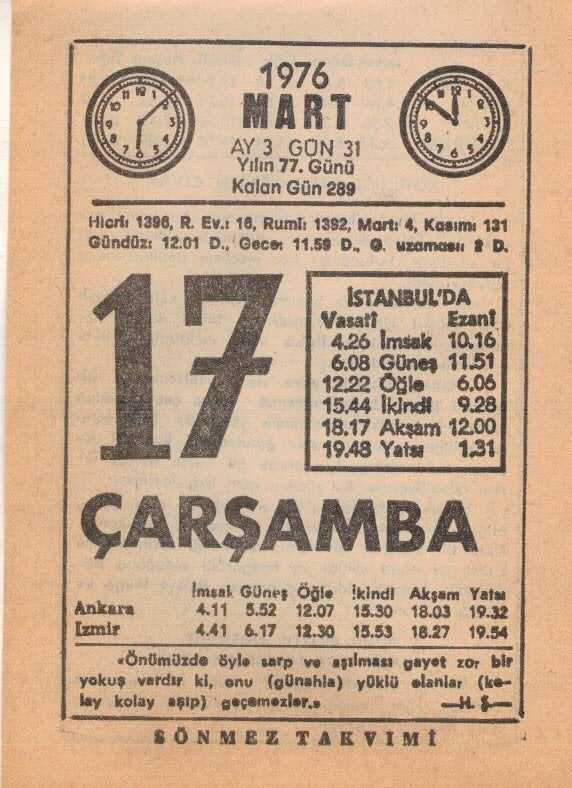 1976
MART
AY 3 GÜN 31
Yılın 77. Günü
Kalan Gün 289
Hicri: 1396, R. Ev.: 16, Rumi: 1392, Mart: 4, Kasım: 131
Gündüz: 12.01 D., Gece: 11.59 D., G. uzaması: 2 D.
17
İSTANBUL'DA
Vasatî Ezanî
4.26 İmsak 10.16
6.08 Güneş 11.51
12.22 Öğle 6.06
15.44 İkindi 9.28
18.17 Akşam 12.00
19.48 Yatsı 1.31
ÇARŞAMBA
İmsak Güneş Öğle İkindi Akşam Yatsı
Ankara 4.11 5.52 12.07 15.30 18.03 19.32
İzmir 4.41 6.17 12.30 15.53 18.27 19.54
«Önümüzde öyle sarp ve aşılması gayet zor bir
yokuş vardır ki, onu (günahla) yüklü olanlar (ko-
lay kolay aşıp) geçemezler.» —H. Ş.—
SÖNMEZ TAKVİMİ